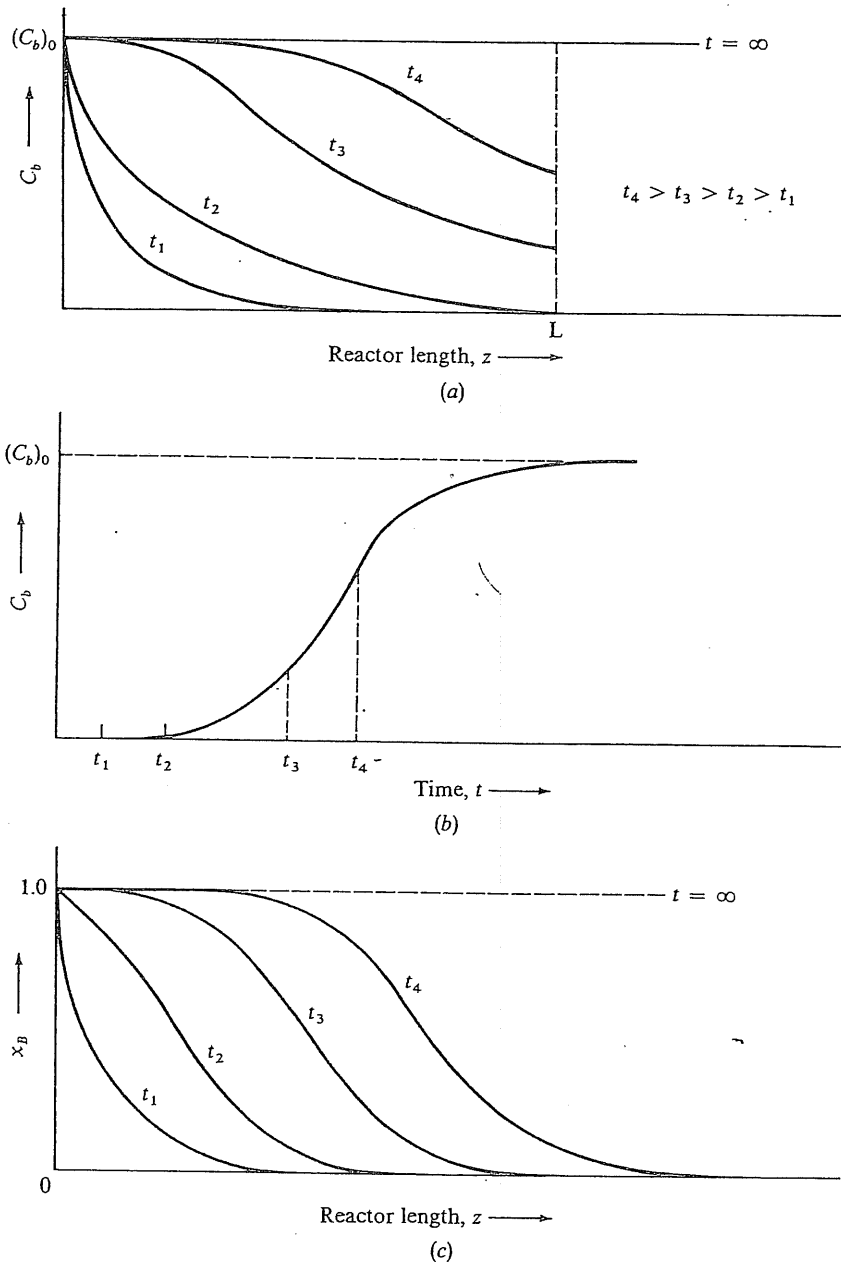 (C_b)_0
t = ∞
t_4
C_b
t_3
t_4 > t_3 > t_2 > t_1
t_2
t_1
L
Reactor length, z
(a)
(C_b)_0
C_b
t_1
t_2
t_3
t_4
Time, t
(b)
1.0
t = ∞
t_4
x_B
t_3
t_2
t_1
0
Reactor length, z
(c)